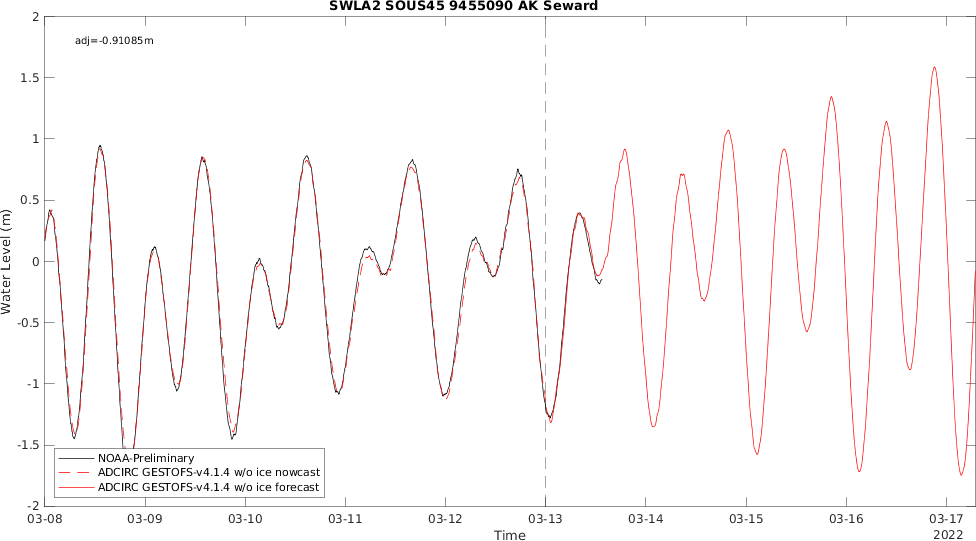 SWLA2 SOUS45 9455090 AK Seward
adj=-0.91085m
2
1.5
1
0.5
0
-0.5
-1
-1.5
-2
Water Level (m)
NOAA-Preliminary
ADCIRC GESTOFS-v4.1.4 w/o ice nowcast
ADCIRC GESTOFS-v4.1.4 w/o ice forecast
03-08 03-09 03-10 03-11 03-12 03-13 03-14 03-15 03-16 03-17
Time
2022